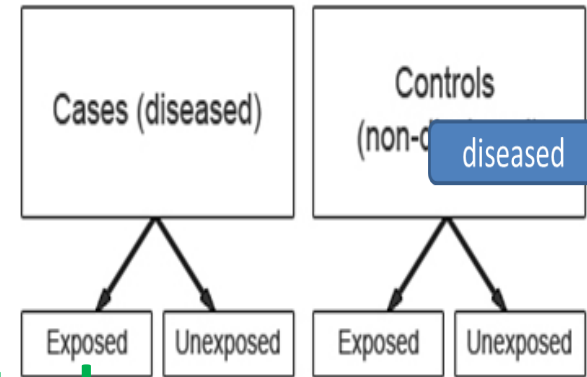 Cases (diseased)
Controls
(non-d
diseased
Exposed
Unexposed
Exposed
Unexposed